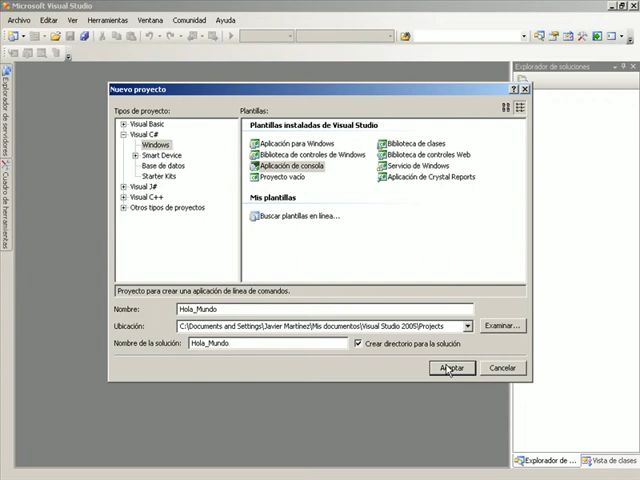 Microsoft Visual Studio
Archivo Editar Ver Herramientas Ventana Comunidad Ayuda
Explorador de servidores
Cuadro de herramientas
Explorador de soluciones
Nuevo proyecto
Tipos de proyecto:
Visual Basic
Visual C#
Windows
Smart Device
Base de datos
Starter Kits
Visual J#
Visual C++
Otros tipos de proyectos
Plantillas:
Plantillas instaladas de Visual Studio
Aplicación para Windows
Biblioteca de clases
Biblioteca de controles de Windows
Biblioteca de controles Web
Aplicación de consola
Servicio de Windows
Proyecto vacío
Aplicación de Crystal Reports
Mis plantillas
Buscar plantillas en línea...
Proyecto para crear una aplicación de línea de comandos.
Nombre: Hola_Mundo
Ubicación: C:\Documents and Settings\Javier Martínez\Mis documentos\Visual Studio 2005\Projects Examinar...
Nombre de la solución: Hola_Mundo Crear directorio para la solución
Aceptar Cancelar
Explorador de ... Vista de clases